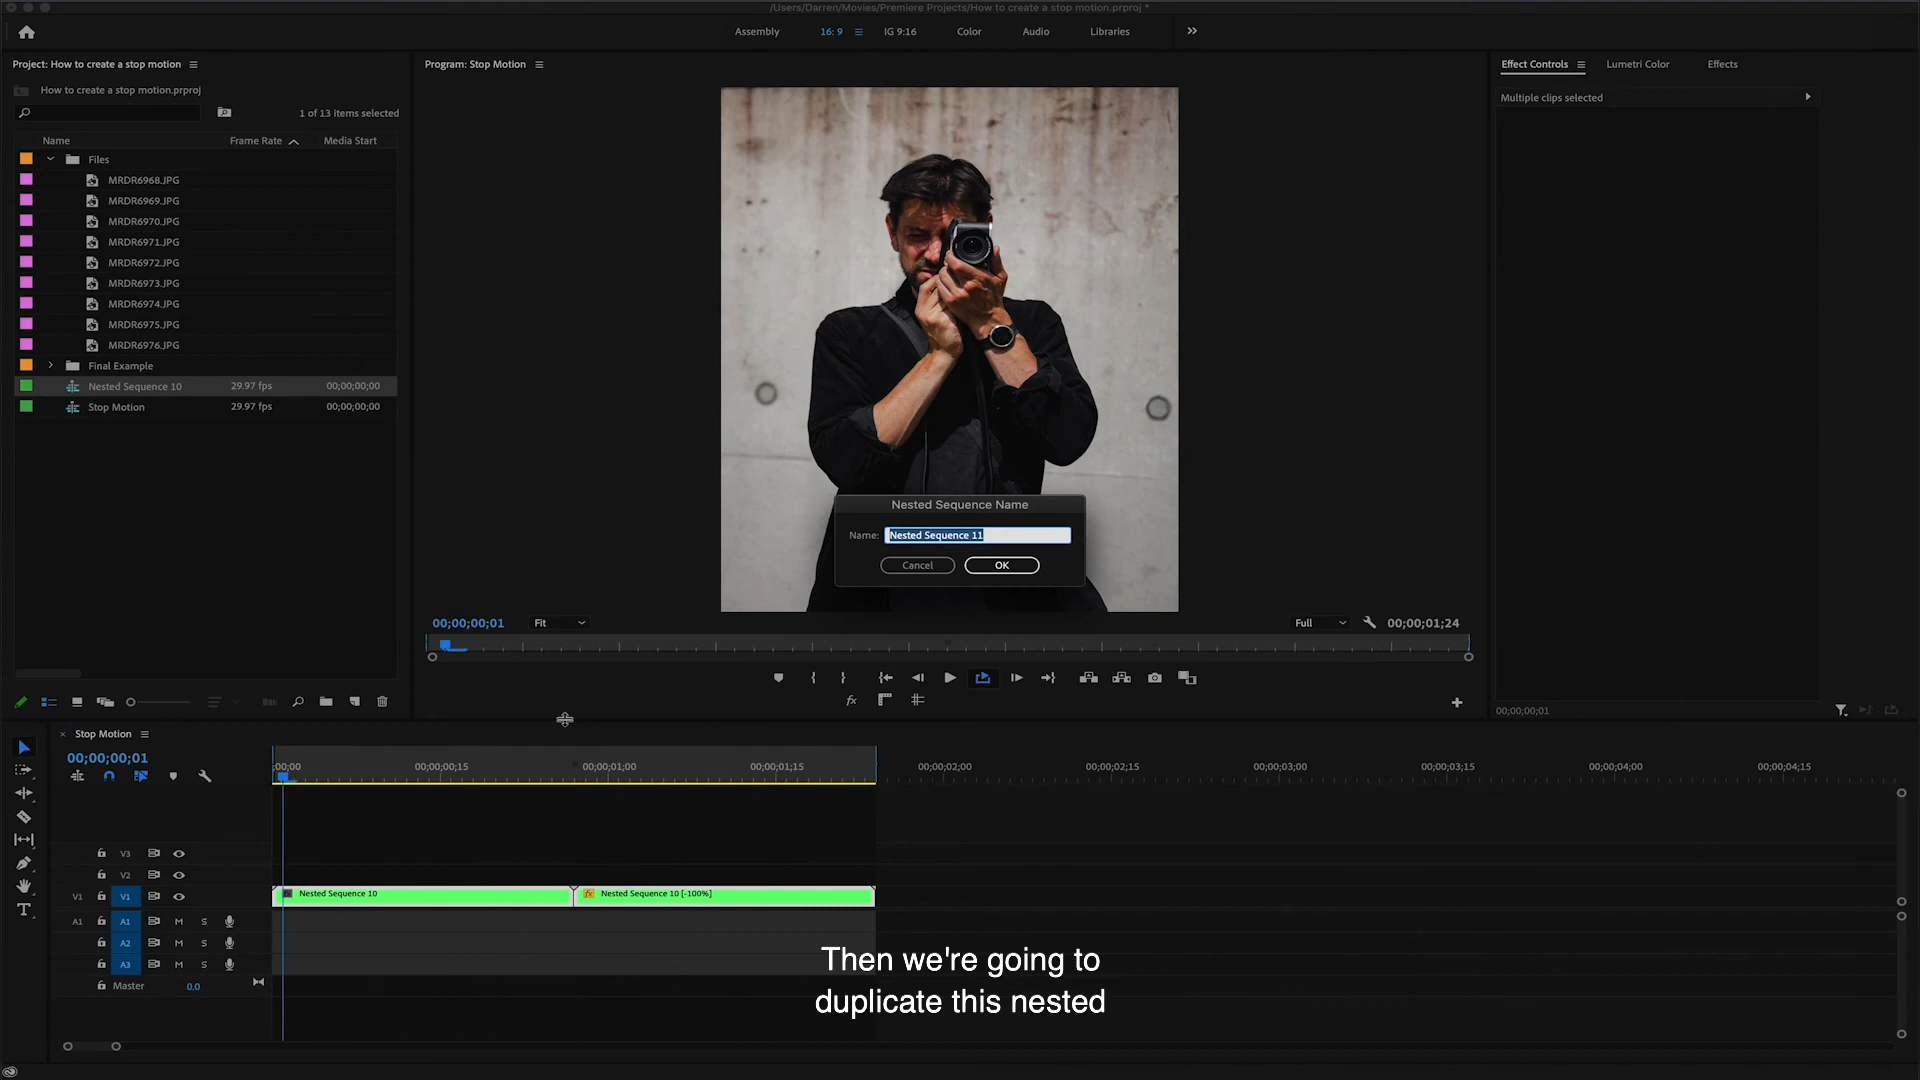 /Users/Darren/Movies/Premiere Projects/How to create a stop motion.prproj *
Assembly
16:9
IG 9:16
Color
Audio
Libraries
Project: How to create a stop motion
Program: Stop Motion
Effect Controls
Lumetri Color
Effects
How to create a stop motion.prproj
Multiple clips selected
1 of 13 items selected
Name
Frame Rate
Media Start
Files
MRDR6968.JPG
MRDR6969.JPG
MRDR6970.JPG
MRDR6971.JPG
MRDR6972.JPG
MRDR6973.JPG
MRDR6974.JPG
MRDR6975.JPG
MRDR6976.JPG
Final Example
Nested Sequence 10 29.97 fps 00;00;00;00
Stop Motion 29.97 fps 00;00;00;00
Nested Sequence Name
Name: Nested Sequence 11
Cancel
OK
00;00;00;01
Fit
Full
00;00;01;24
fx
00;00;00;01
Stop Motion
00;00;00;01
;00;00
00;00;00;15
00;00;01;00
00;00;01;15
00;00;02;00
00;00;02;15
00;00;03;00
00;00;03;15
00;00;04;00
00;00;04;15
V3
V2
V1 V1
Nested Sequence 10
fx Nested Sequence 10 [-100%]
A1 A1 M S
A2 M S
A3 M S
Master 0.0
Then we're going to
duplicate this nested